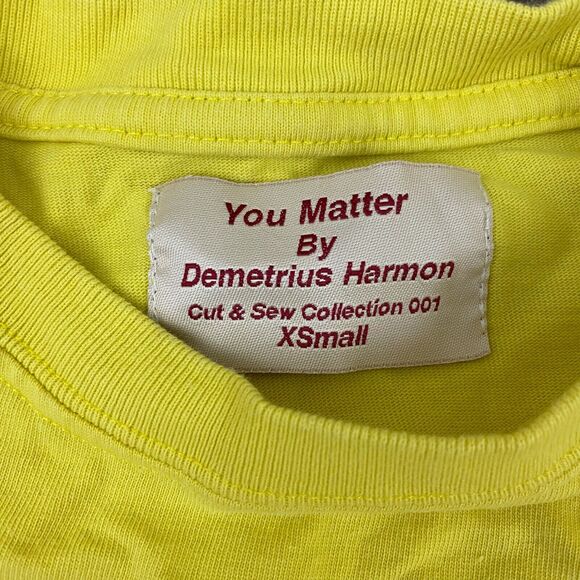 You Matter
By
Demetrius Harmon
Cut & Sew Collection 001
XSmall